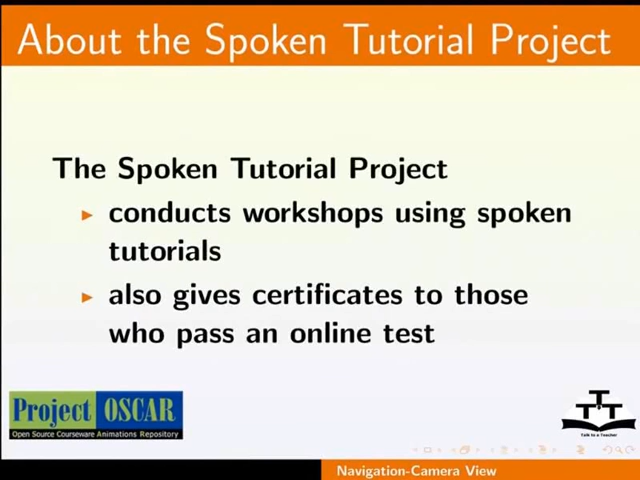 About the Spoken Tutorial Project
The Spoken Tutorial Project
conducts workshops using spoken
tutorials
also gives certificates to those
who pass an online test
Project OSCAR
Open Source Courseware Animations Repository
TTT
Talk to a Teacher
Navigation-Camera View